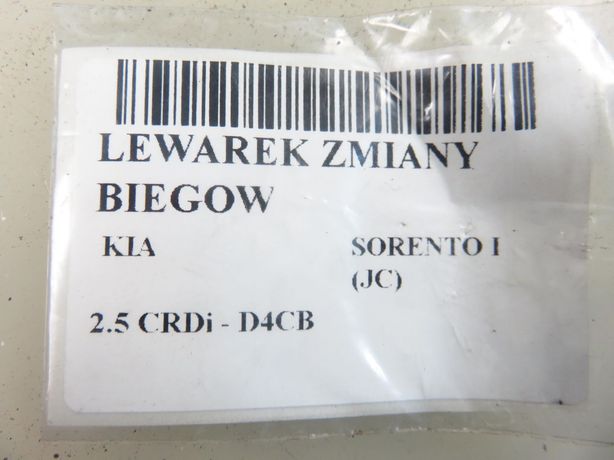 LEWAREK ZMIANY
BIEGOW
KIA SORENTO I
(JC)
2.5 CRDi - D4CB